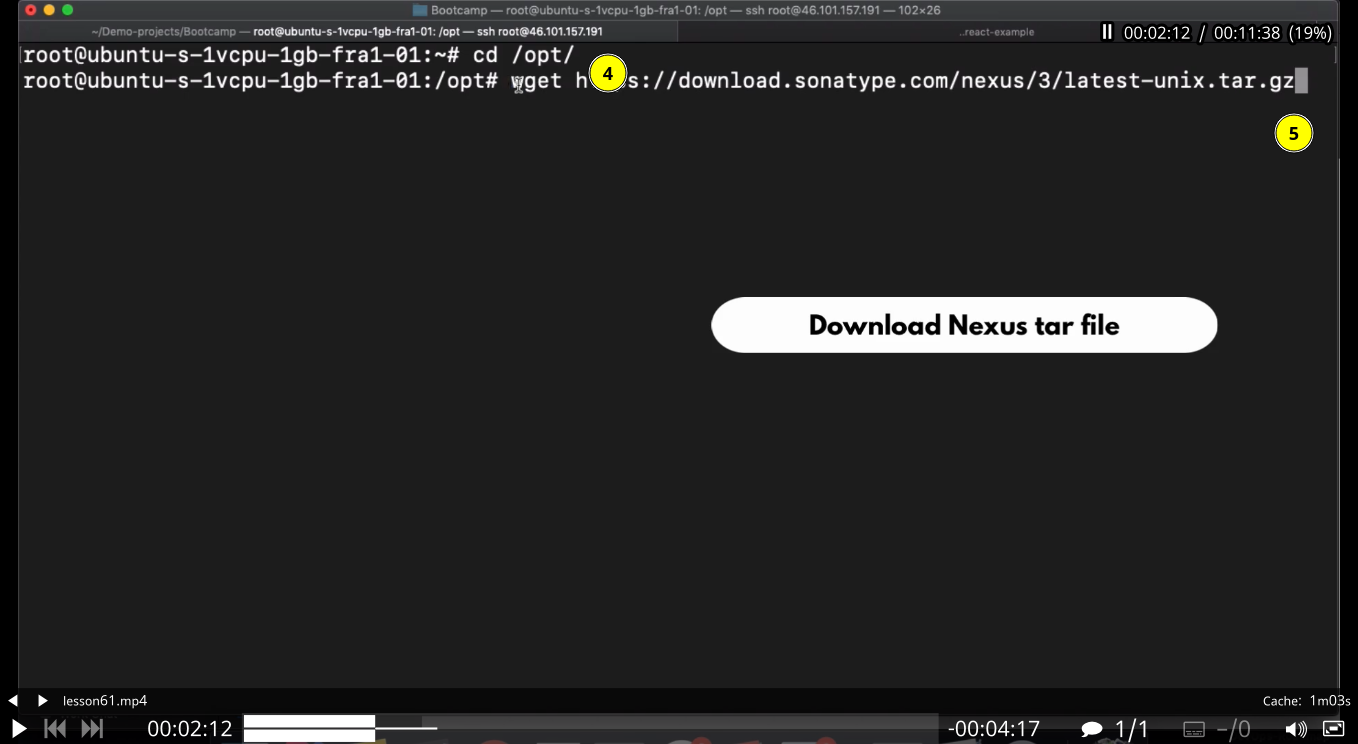 Bootcamp — root@ubuntu-s-1vcpu-1gb-fra1-01: /opt — ssh root@46.101.157.191 — 102×26
~/Demo-projects/Bootcamp — root@ubuntu-s-1vcpu-1gb-fra1-01: /opt — ssh root@46.101.157.191
..react-example
00:02:12 / 00:11:38 (19%)
root@ubuntu-s-1vcpu-1gb-fra1-01:~# cd /opt/
4
root@ubuntu-s-1vcpu-1gb-fra1-01:/opt# wget s://download.sonatype.com/nexus/3/latest-unix.tar.gz
5
Download Nexus tar file
lesson61.mp4
Cache: 1m03s
00:02:12
-00:04:17
1/1
-/0